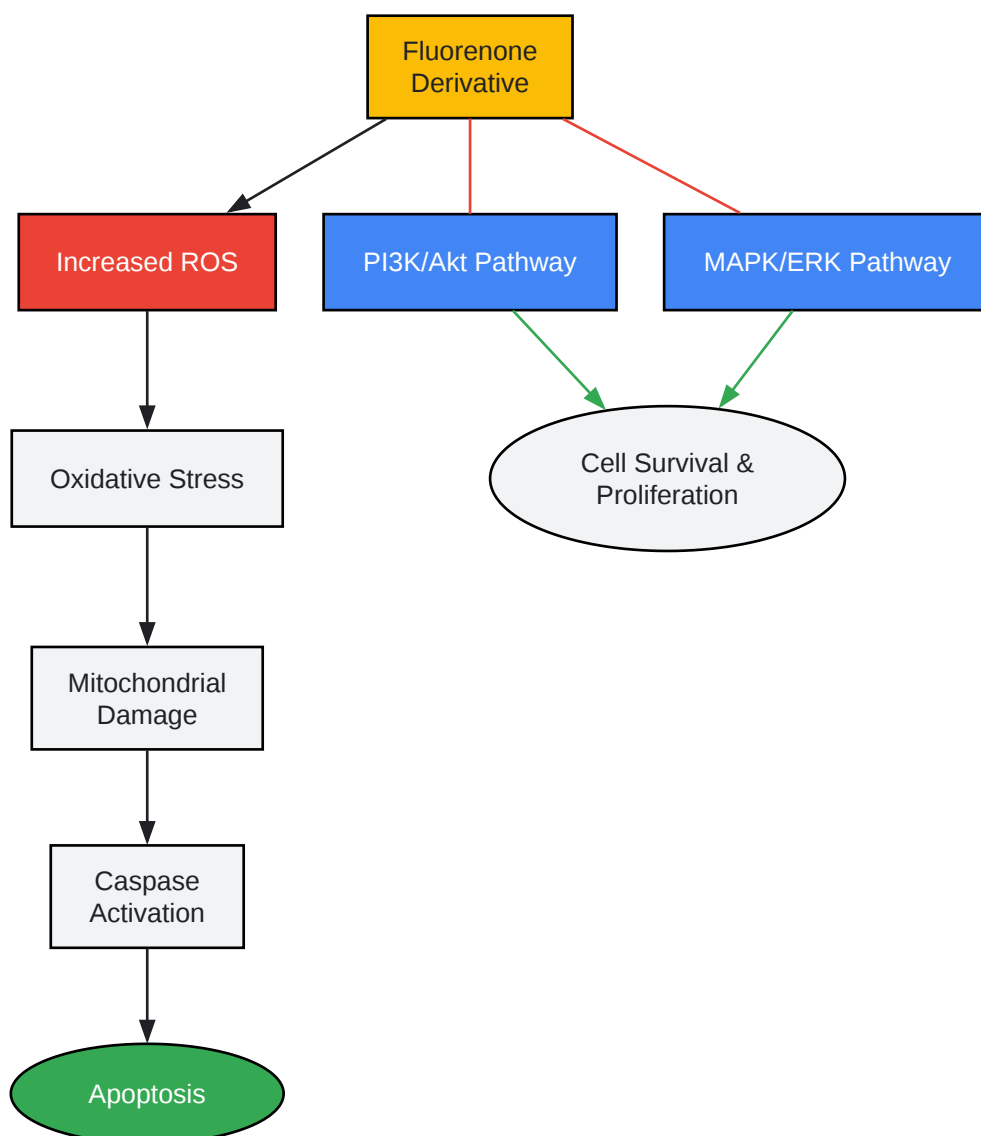 Fluorenone
Derivative
Increased ROS
PI3K/Akt Pathway
MAPK/ERK Pathway
Oxidative Stress
Cell Survival &
Proliferation
Mitochondrial
Damage
Caspase
Activation
Apoptosis